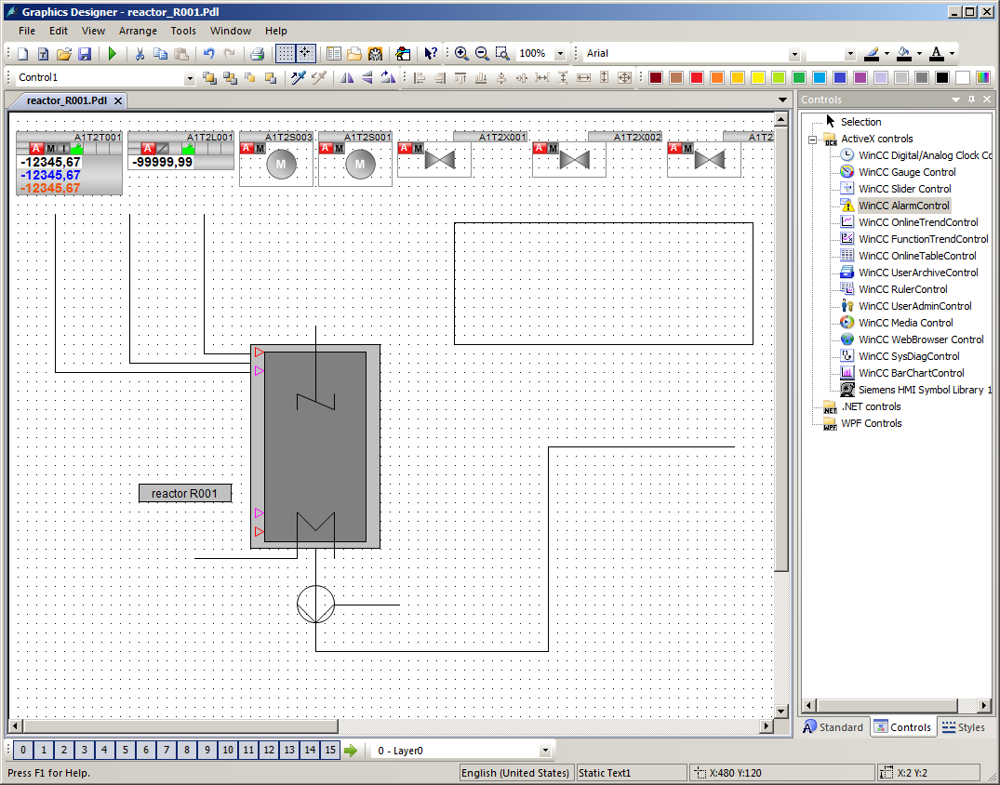 Graphics Designer - reactor_R001.Pdl
File Edit View Arrange Tools Window Help
100% Arial A
Control1
reactor_R001.Pdl
A1T2T001 A1T2L001 A1T2S003 A1T2S001 A1T2X001 A1T2X002 A1T2
A M I A A M A M A M A M A M
-12345,67 -99999,99 M M
-12345,67
-12345,67
reactor R001
Controls
Selection
ActiveX controls
WinCC Digital/Analog Clock Co
WinCC Gauge Control
WinCC Slider Control
WinCC AlarmControl
WinCC OnlineTrendControl
WinCC FunctionTrendControl
WinCC OnlineTableControl
WinCC UserArchiveControl
WinCC RulerControl
WinCC UserAdminControl
WinCC Media Control
WinCC WebBrowser Control
WinCC SysDiagControl
WinCC BarChartControl
Siemens HMI Symbol Library 1
.NET controls
WPF Controls
Standard Controls Styles
0 1 2 3 4 5 6 7 8 9 10 11 12 13 14 15 0 - Layer0
Press F1 for Help. English (United States) Static Text1 X:480 Y:120 X:2 Y:2